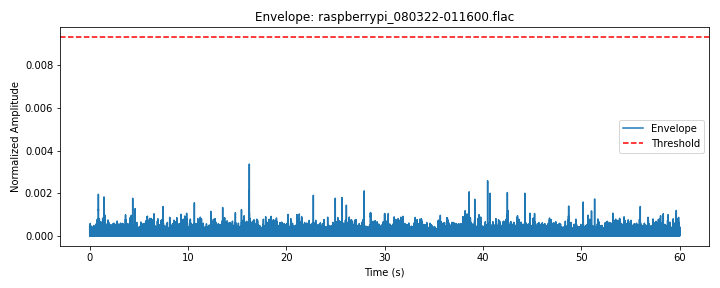 Envelope: raspberrypi_080322-011600.flac
Normalized Amplitude
0.008
0.006
0.004
0.002
0.000
Envelope
Threshold
0 10 20 30 40 50 60
Time (s)